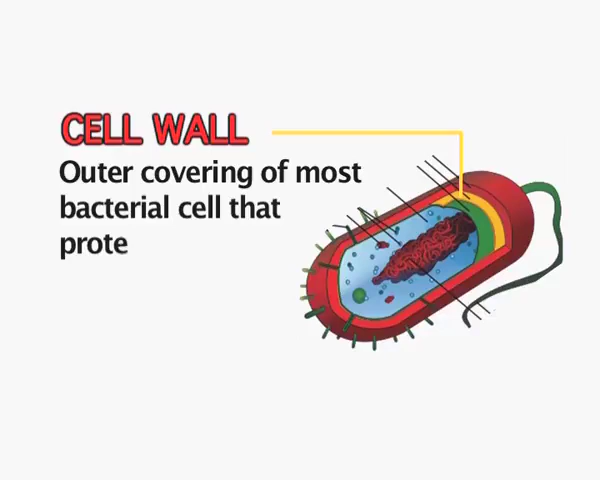 CELL WALL
Outer covering of most
bacterial cell that
prote